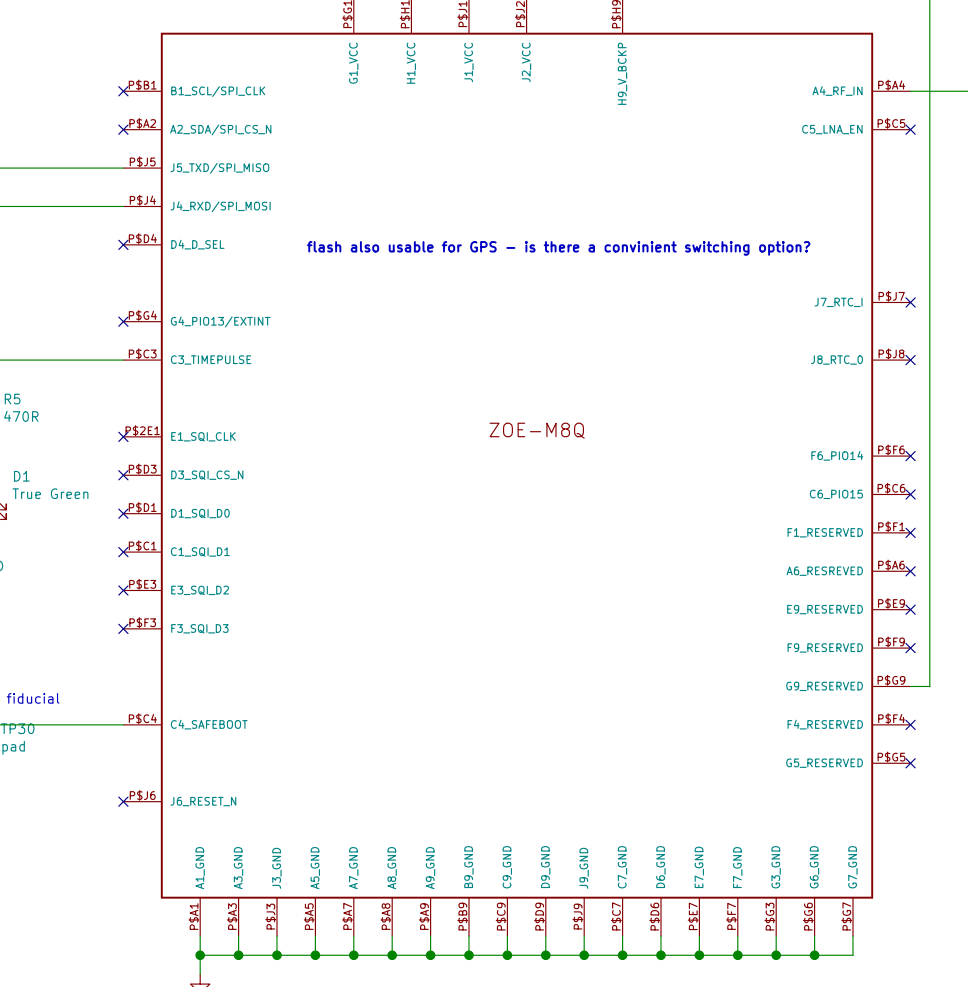 P$G1
P$H1
P$J1
P$J2
P$H9
G1_VCC
H1_VCC
J1_VCC
J2_VCC
H9_V_BCKP
P$B1
B1_SCL/SPI_CLK
A4_RF_IN
P$A4
P$A2
A2_SDA/SPI_CS_N
C5_LNA_EN
P$C5
P$J5
J5_TXD/SPI_MISO
P$J4
J4_RXD/SPI_MOSI
P$D4
D4_D_SEL
flash also usable for GPS – is there a convinient switching option?
J7_RTC_I
P$J7
P$G4
G4_PIO13/EXTINT
P$C3
C3_TIMEPULSE
J8_RTC_O
P$J8
R5
470R
P$2E1
E1_SQI_CLK
ZOE-M8Q
F6_PIO14
P$F6
D1
True Green
P$D3
D3_SQI_CS_N
C6_PIO15
P$C6
P$D1
D1_SQI_D0
F1_RESERVED
P$F1
P$C1
C1_SQI_D1
A6_RESREVED
P$A6
P$E3
E3_SQI_D2
E9_RESERVED
P$E9
P$F3
F3_SQI_D3
F9_RESERVED
P$F9
G9_RESERVED
P$G9
fiducial
P$C4
C4_SAFEBOOT
F4_RESERVED
P$F4
TP30
pad
G5_RESERVED
P$G5
P$J6
J6_RESET_N
A1_GND
A3_GND
J3_GND
A5_GND
A7_GND
A8_GND
A9_GND
B9_GND
C9_GND
D9_GND
J9_GND
C7_GND
D6_GND
E7_GND
F7_GND
G3_GND
G6_GND
G7_GND
P$A1
P$A3
P$J3
P$A5
P$A7
P$A8
P$A9
P$B9
P$C9
P$D9
P$J9
P$C7
P$D6
P$E7
P$F7
P$G3
P$G6
P$G7